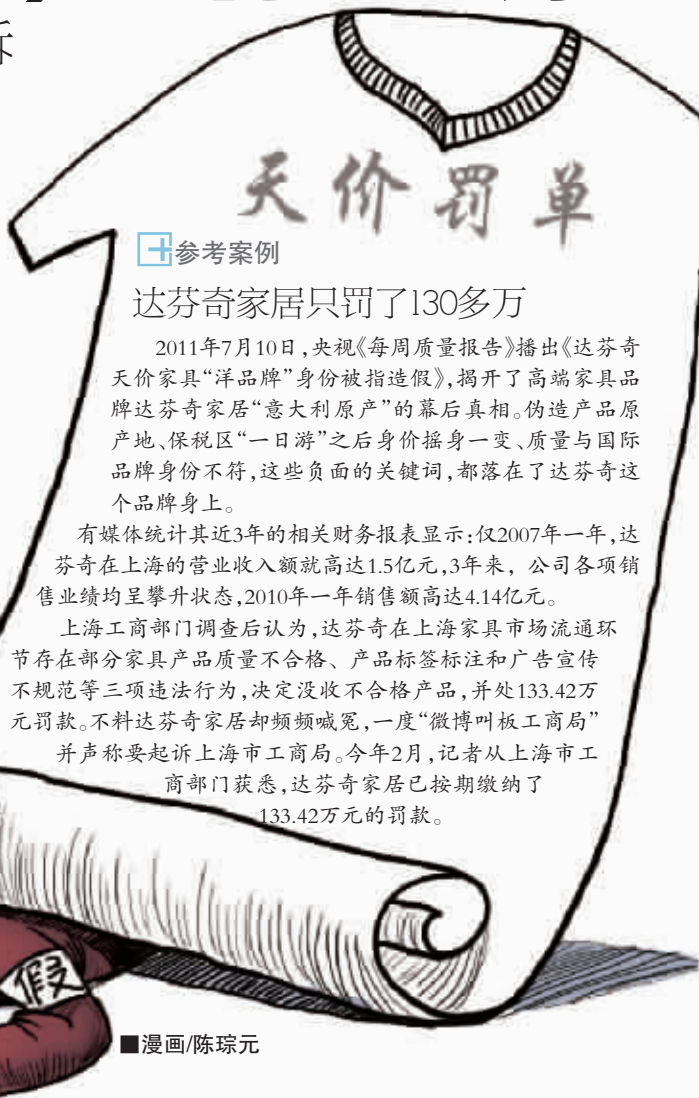 诉
天价罚单
参考案例
达芬奇家居只罚了130多万
2011年7月10日,央视《每周质量报告》播出《达芬奇
天价家具“洋品牌”身份被指造假》,揭开了高端家具品
牌达芬奇家居“意大利原产”的幕后真相。伪造产品原
产地、保税区“一日游”之后身价摇身一变、质量与国际
品牌身份不符,这些负面的关键词,都落在了达芬奇这
个品牌身上。
有媒体统计其近3年的相关财务报表显示:仅2007年一年,达
芬奇在上海的营业收入额就高达1.5亿元,3年来，公司各项销
售业绩均呈攀升状态,2010年一年销售额高达4.14亿元。
上海工商部门调查后认为,达芬奇在上海家具市场流通环
节存在部分家具产品质量不合格、产品标签标注和广告宣传
不规范等三项违法行为,决定没收不合格产品,并处133.42万
元罚款。不料达芬奇家居却频频喊冤,一度“微博叫板工商局”
并声称要起诉上海市工商局。今年2月,记者从上海市工
商部门获悉,达芬奇家居已按期缴纳了
133.42万元的罚款。
假
■漫画/陈琮元